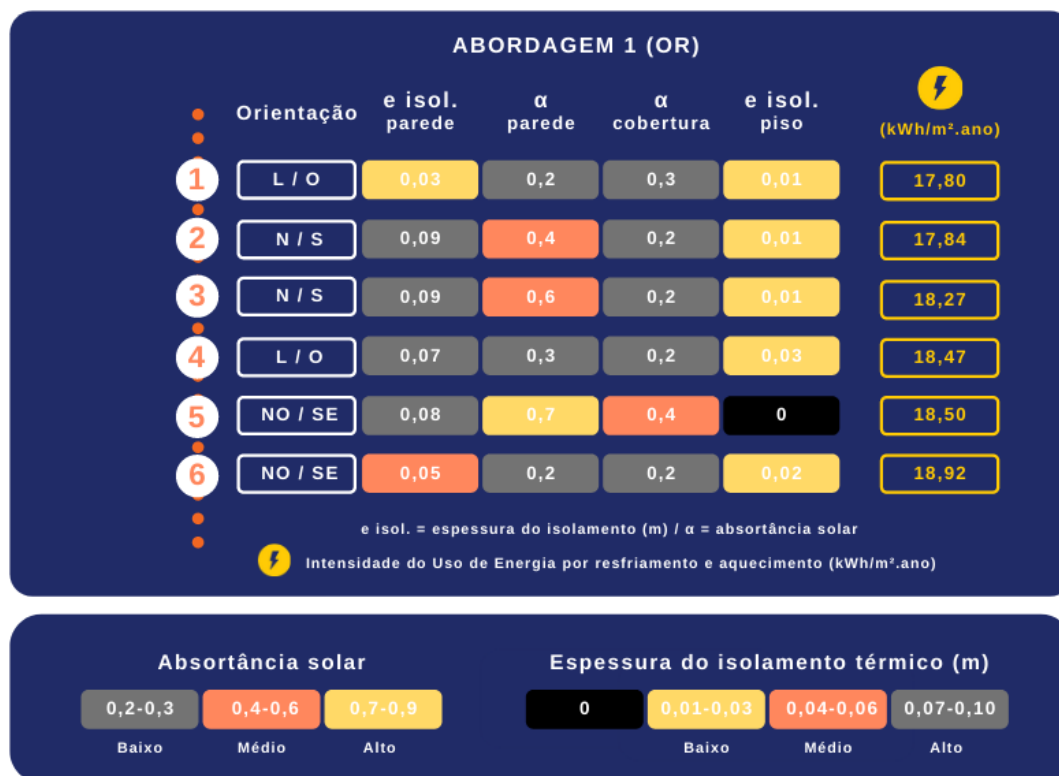 ABORDAGEM 1 (OR)
Orientação e isol. parede α parede α cobertura e isol. piso (kWh/m².ano)
1 L / O 0,03 0,2 0,3 0,01 17,80
2 N / S 0,09 0,4 0,2 0,01 17,84
3 N / S 0,09 0,6 0,2 0,01 18,27
4 L / O 0,07 0,3 0,2 0,03 18,47
5 NO / SE 0,08 0,7 0,4 0 18,50
6 NO / SE 0,05 0,2 0,2 0,02 18,92
e isol. = espessura do isolamento (m) / α = absortância solar
Intensidade do Uso de Energia por resfriamento e aquecimento (kWh/m².ano)
Absortância solar
0,2-0,3 0,4-0,6 0,7-0,9
Baixo Médio Alto
Espessura do isolamento térmico (m)
0 0,01-0,03 0,04-0,06 0,07-0,10
Baixo Médio Alto